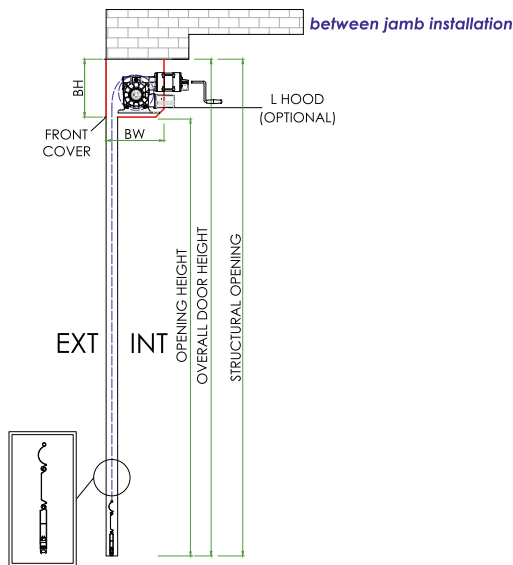 between jamb installation
BH
L HOOD
(OPTIONAL)
FRONT
COVER
BW
OPENING HEIGHT
OVERALL DOOR HEIGHT
STRUCTURAL OPENING
EXT
INT